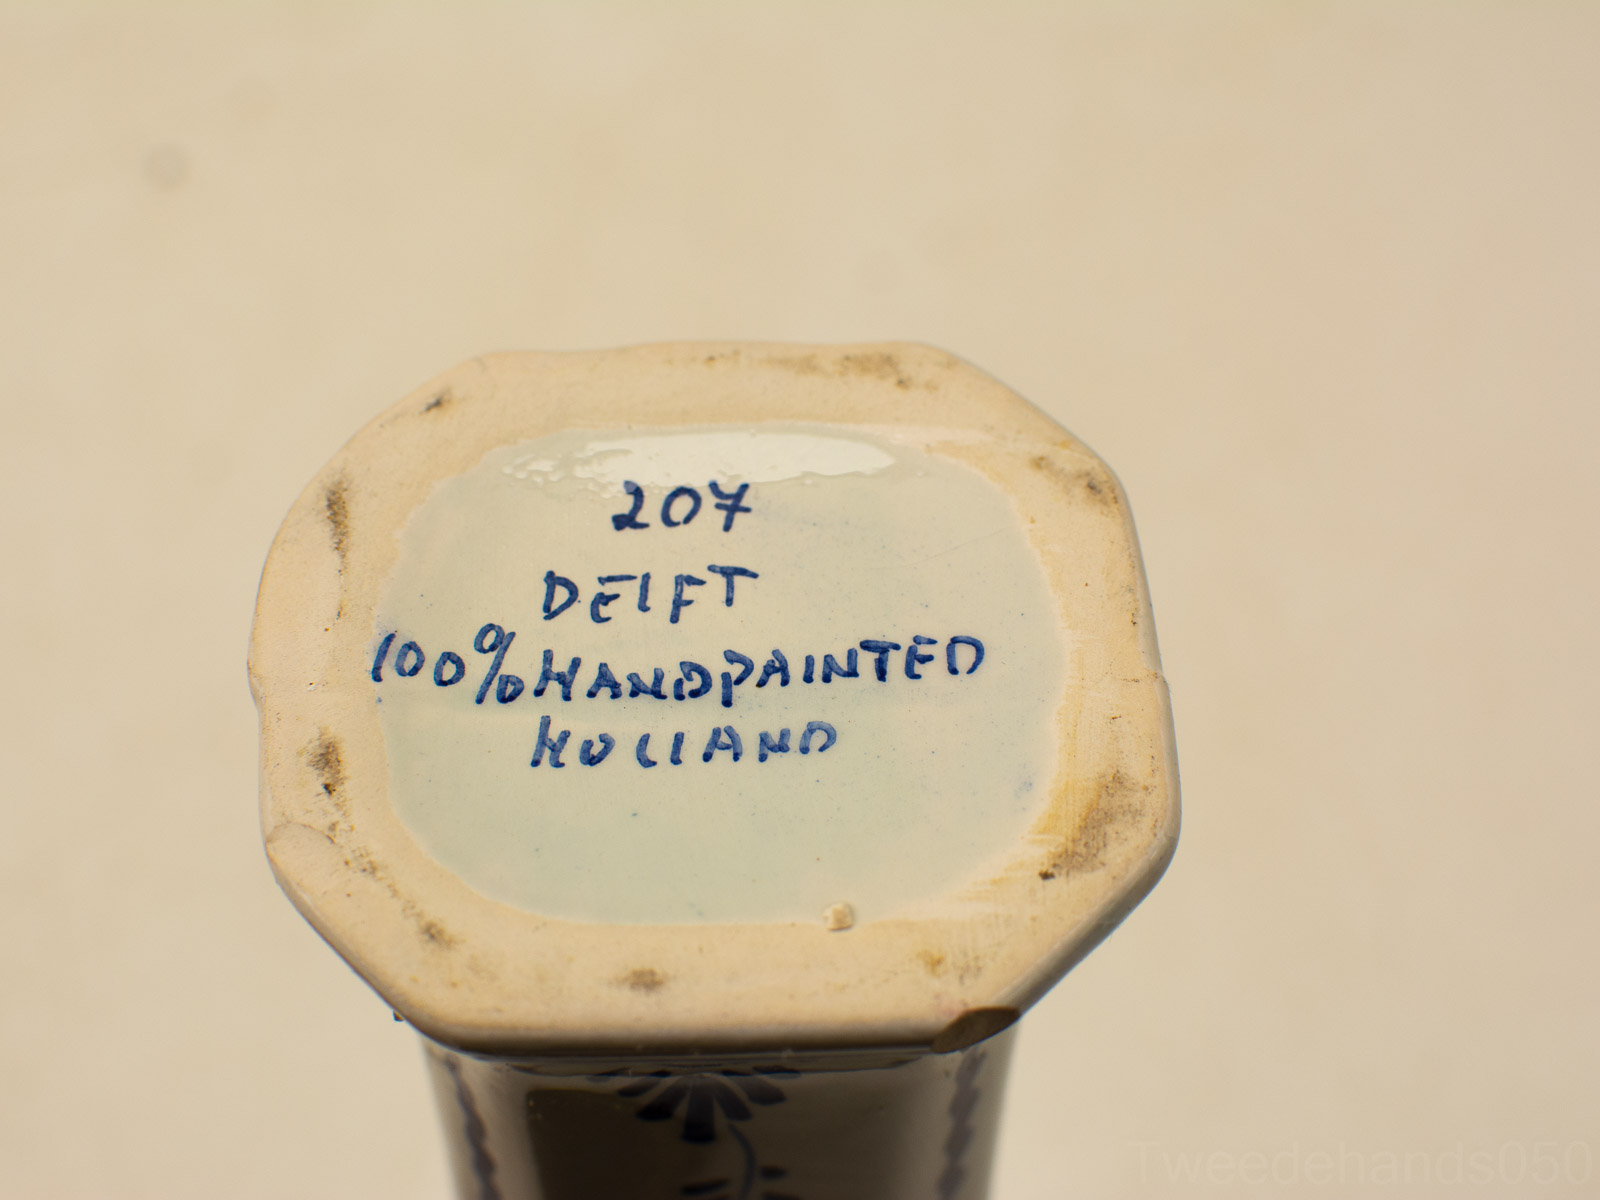 207
DElFT
100% HANDPAINTED
HOllAND
Tweedehands050